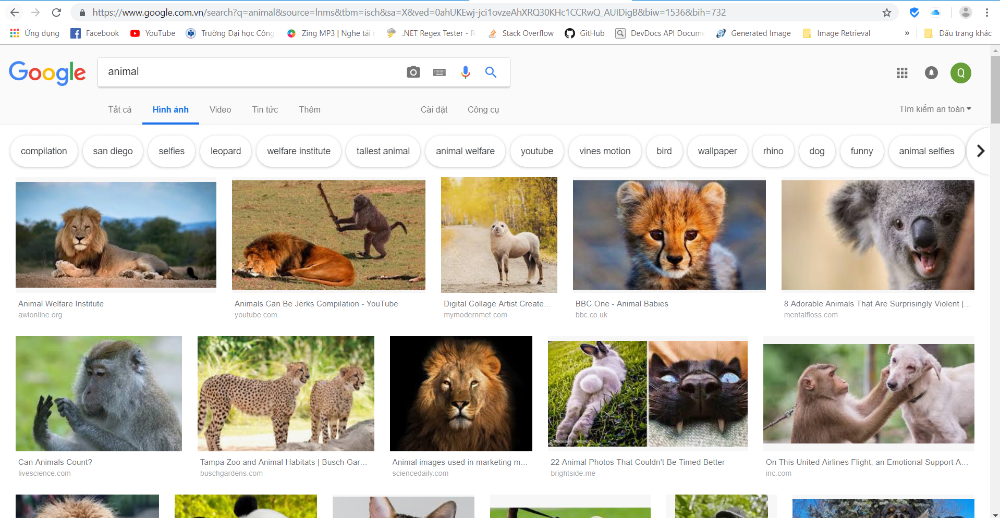 https://www.google.com.vn/search?q=animal&source=lnms&tbm=isch&sa=X&ved=0ahUKEwj-jci1ovzeAhXRQ30KHc1CCRwQ_AUIDigB&biw=1536&bih=732
Ứng dụng Facebook YouTube Trường Đại học Công Zing MP3 | Nghe tải .NET Regex Tester - R Stack Overflow GitHub DevDocs API Docume Generated Image Image Retrieval » Dấu trang khác
Google animal Q
Tất cả Hình ảnh Video Tin tức Thêm Cài đặt Công cụ Tìm kiếm an toàn
compilation san diego selfies leopard welfare institute tallest animal animal welfare youtube vines motion bird wallpaper rhino dog funny animal selfies
Animal Welfare Institute Animals Can Be Jerks Compilation - YouTube Digital Collage Artist Create... BBC One - Animal Babies 8 Adorable Animals That Are Surprisingly Violent |...
awionline.org youtube.com mymodernmet.com bbc.co.uk mentalfloss.com
Can Animals Count? Tampa Zoo and Animal Habitats | Busch Gar... Animal images used in marketing m... 22 Animal Photos That Couldn't Be Timed Better On This United Airlines Flight, an Emotional Support A...
livescience.com buschgardens.com sciencedaily.com brightside.me inc.com